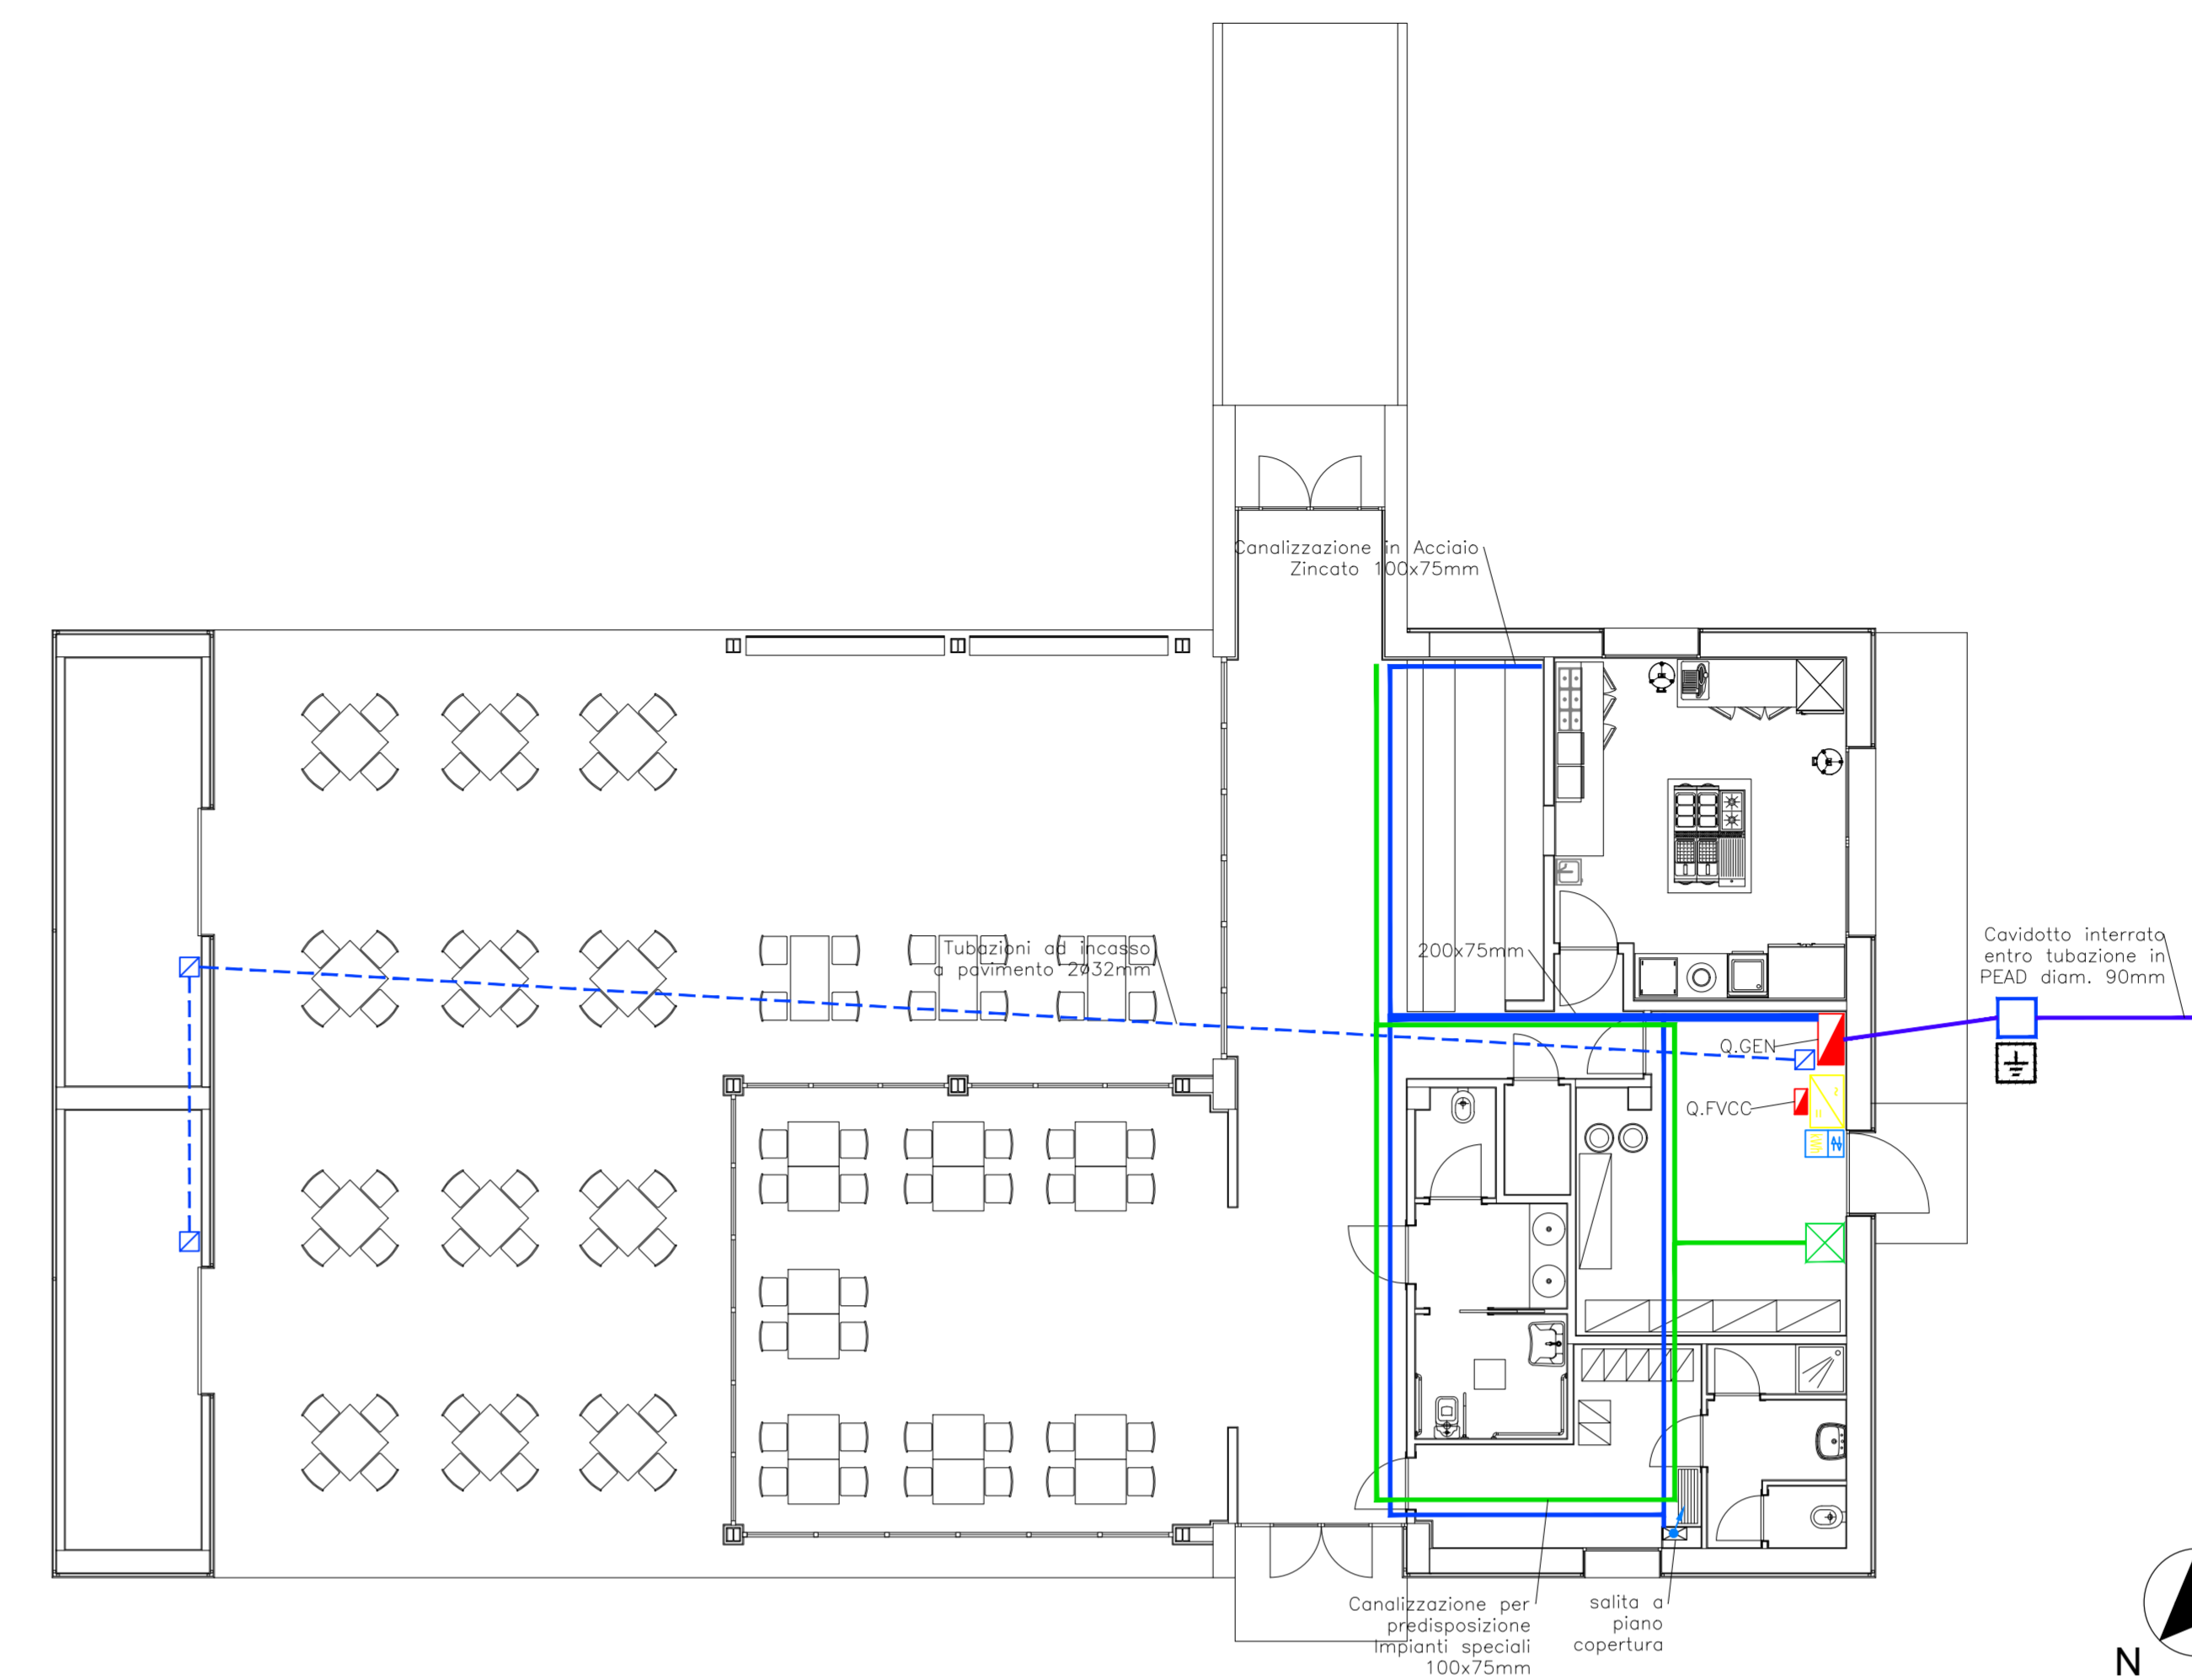 Canalizzazione in Acciaio
Zincato 100x75mm
Tubazioni ad incasso
a pavimento 2ø32mm
200x75mm
Cavidotto interrato
entro tubazione in
PEAD diam. 90mm
Q.GEN
Q.FVCC
kWh
Canalizzazione per
predisposizione
Impianti speciali
100x75mm
salita a
piano
copertura
N